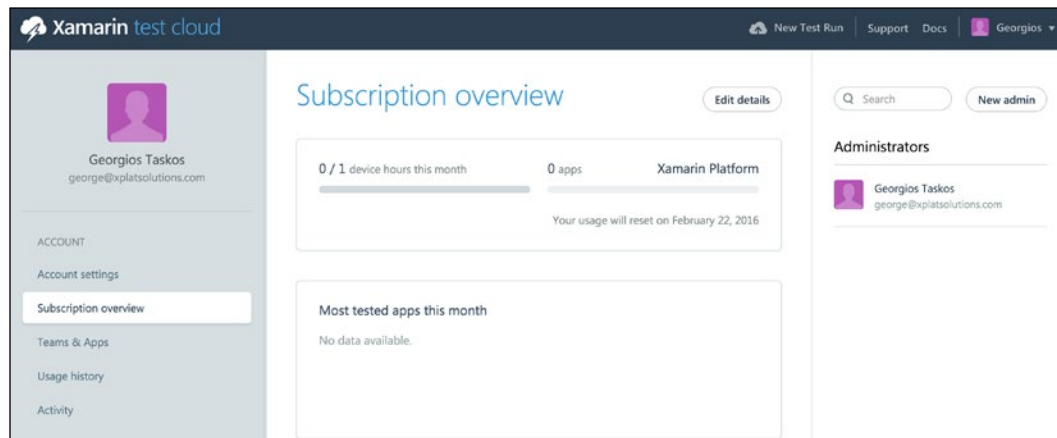 Xamarin test cloud
New Test Run
Support
Docs
Georgios
Georgios Taskos
george@xplatsolutions.com
ACCOUNT
Account settings
Subscription overview
Teams & Apps
Usage history
Activity
Subscription overview
Edit details
0 / 1 device hours this month
0 apps
Xamarin Platform
Your usage will reset on February 22, 2016
Most tested apps this month
No data available.
Search
New admin
Administrators
Georgios Taskos
george@xplatsolutions.com